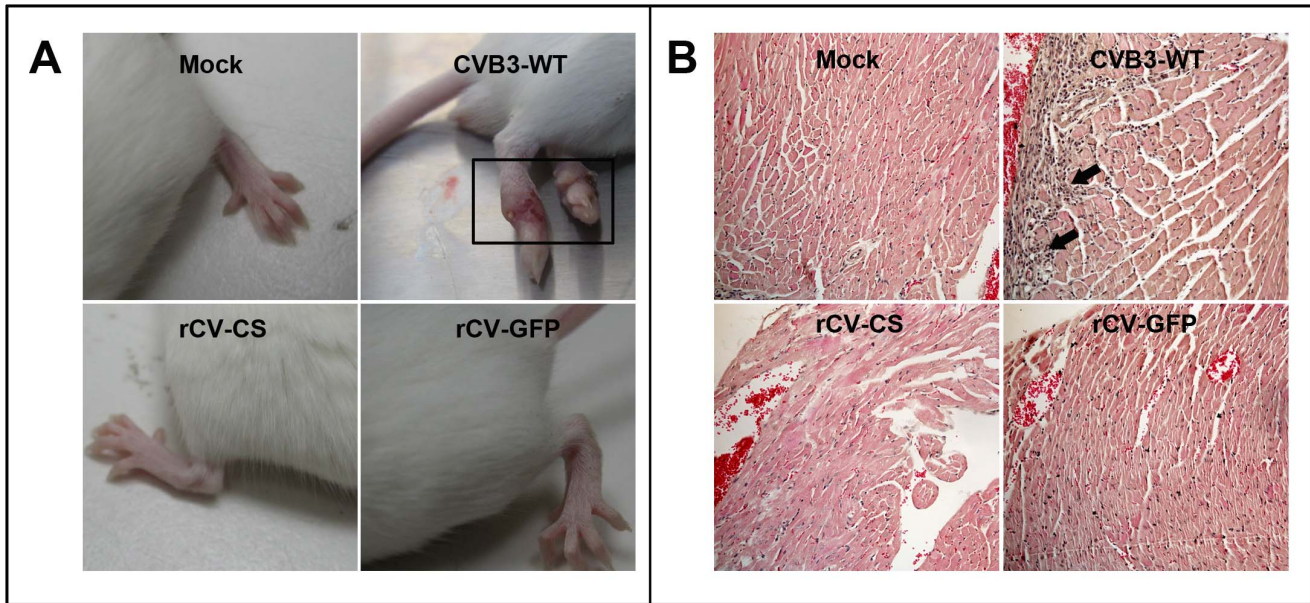 A
Mock
CVB3-WT
rCV-CS
rCV-GFP
B
Mock
CVB3-WT
rCV-CS
rCV-GFP